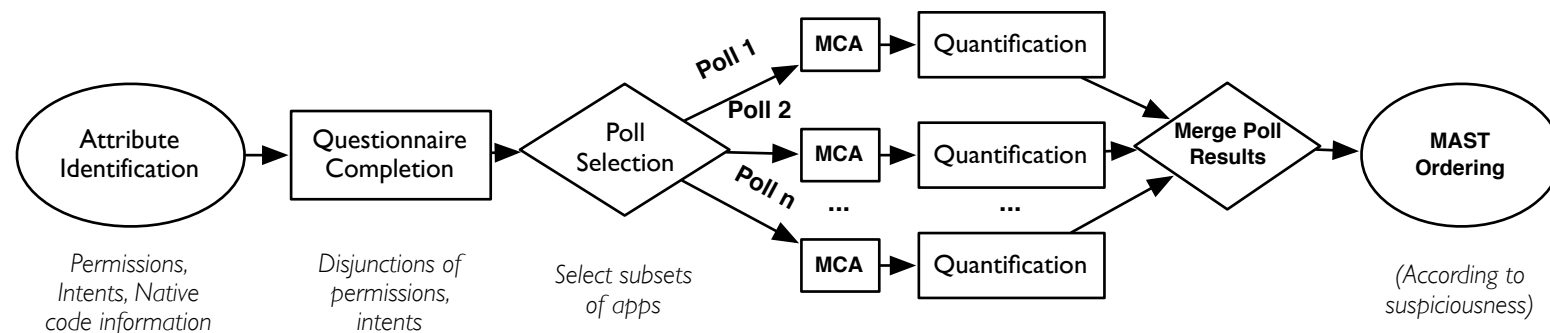 Attribute
Identification
Permissions,
Intents, Native
code information
Questionnaire
Completion
Disjunctions of
permissions,
intents
Poll
Selection
Select subsets
of apps
Poll 1
Poll 2
Poll n
MCA
Quantification
MCA
Quantification
...
...
MCA
Quantification
Merge Poll
Results
MAST
Ordering
(According to
suspiciousness)